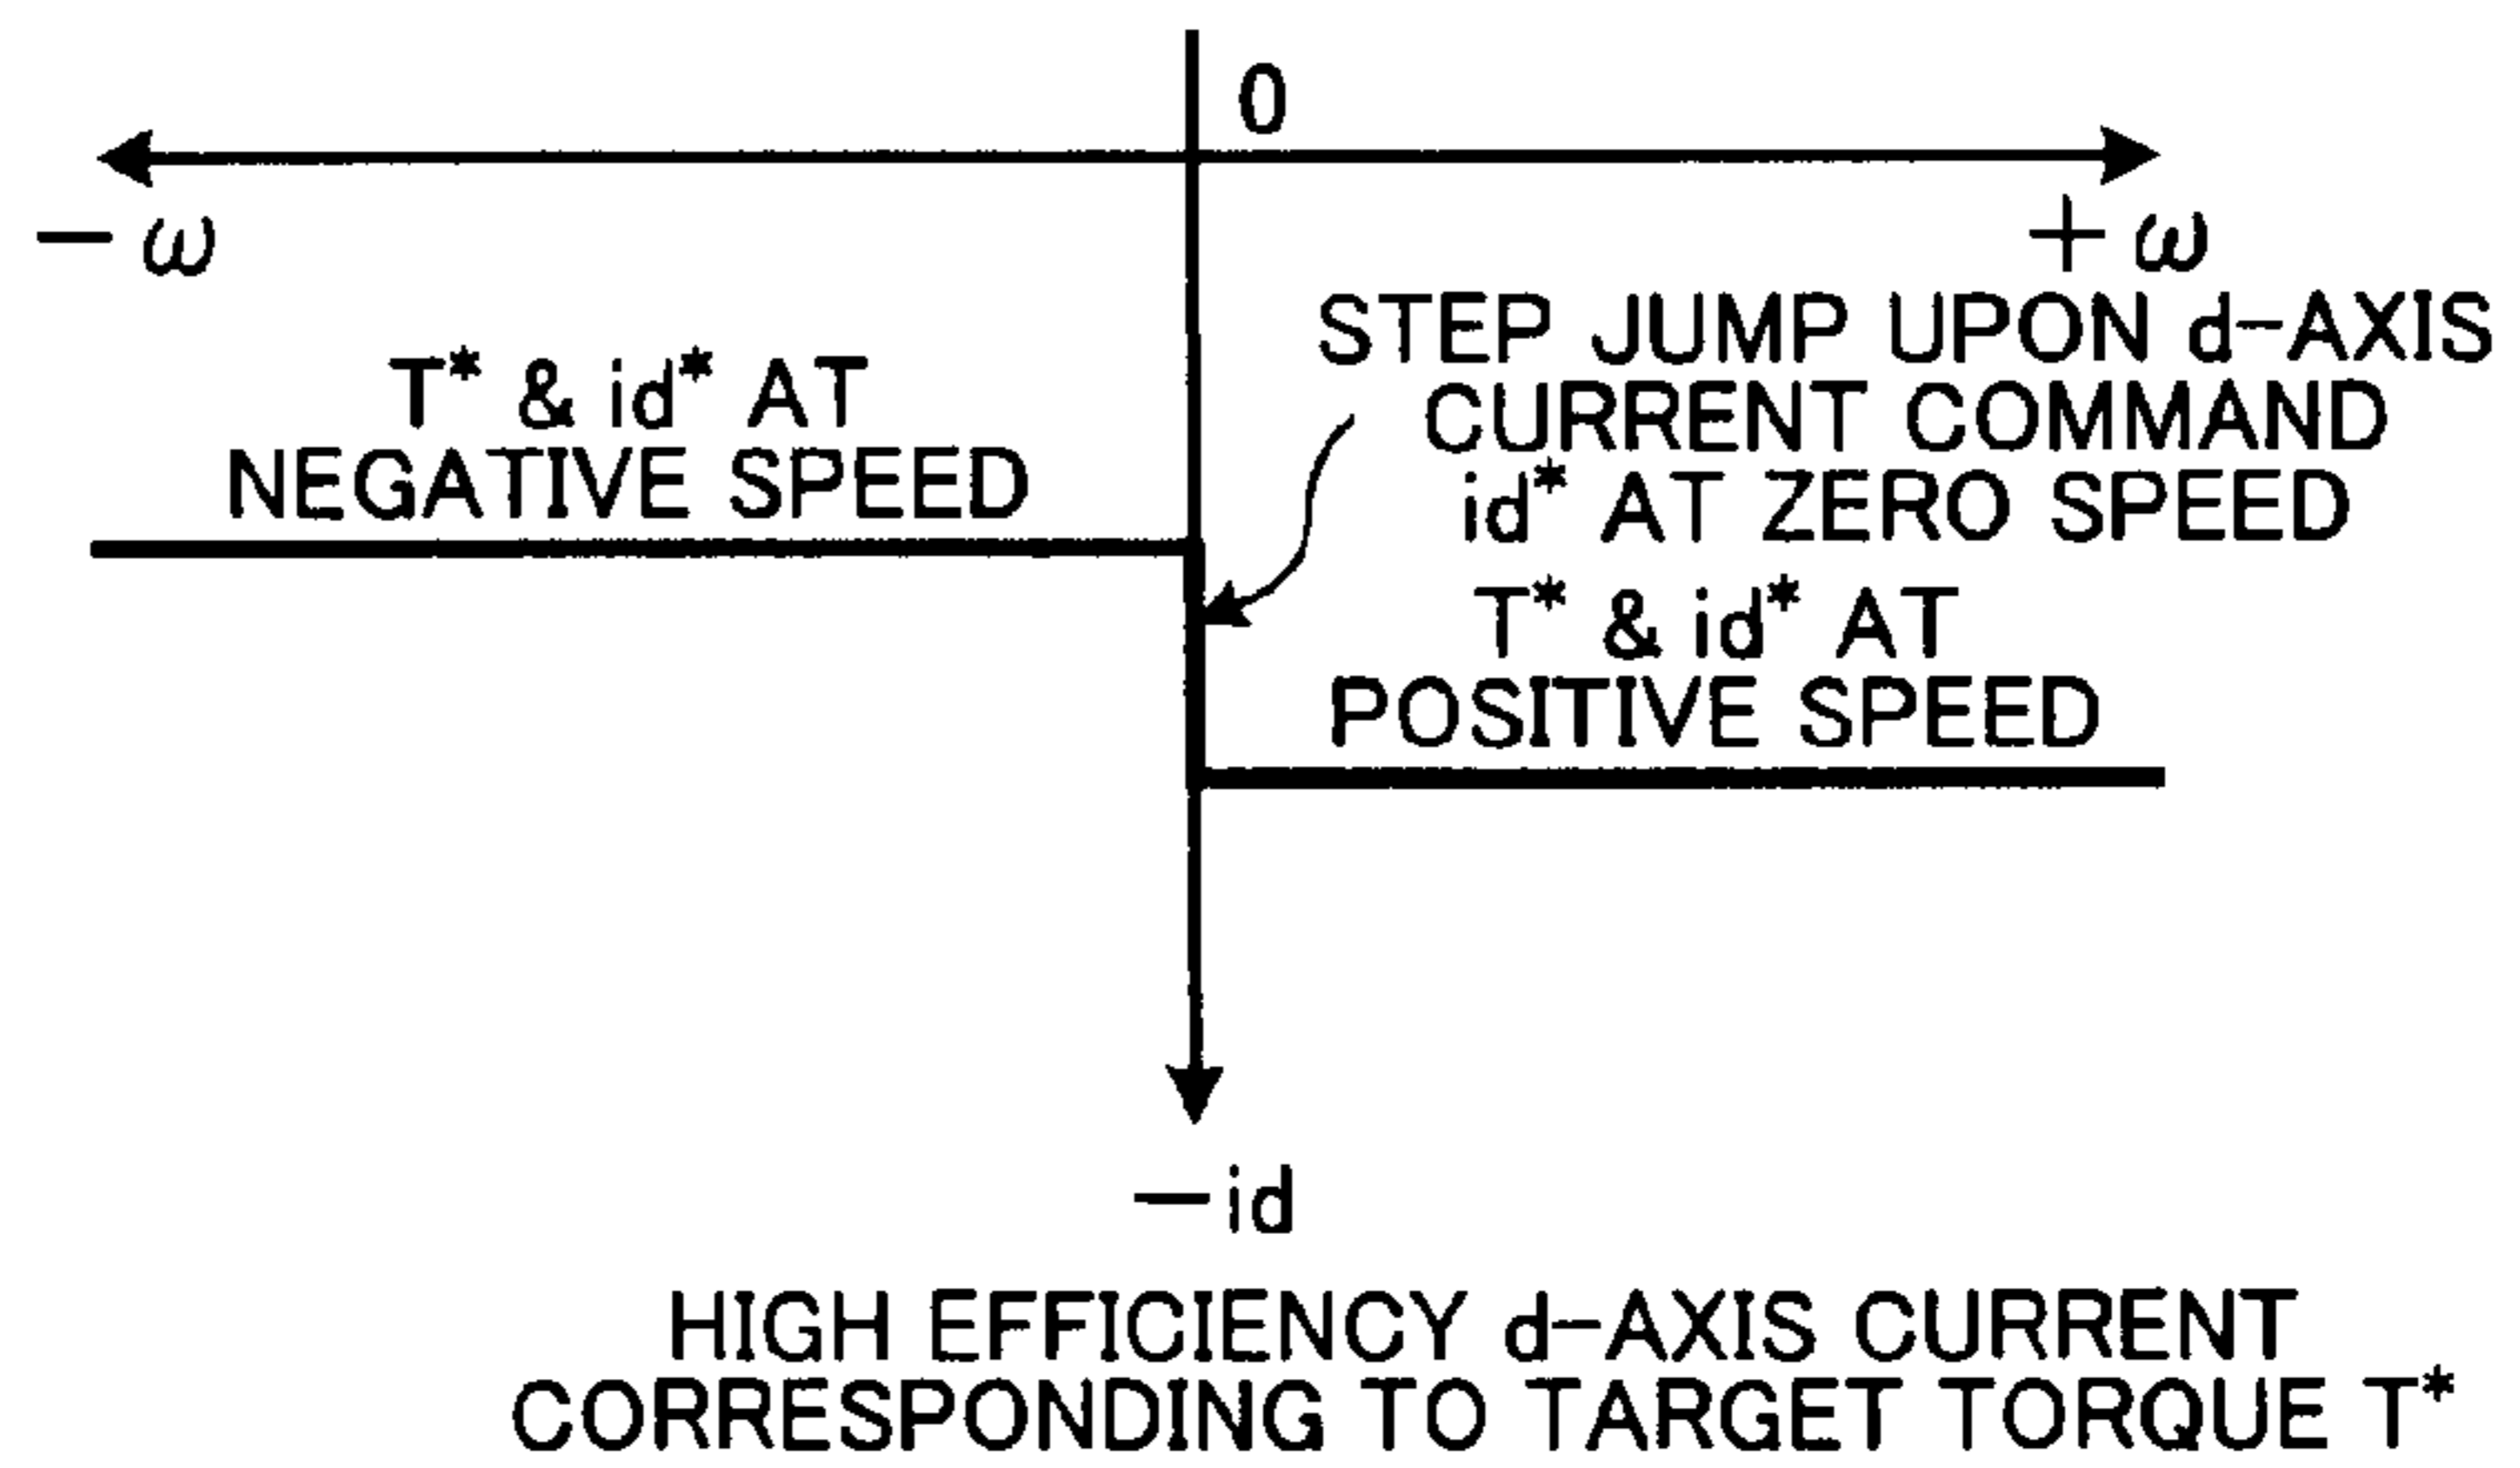 0
− ω
+ ω
STEP JUMP UPON d-AXIS
CURRENT COMMAND
id* AT ZERO SPEED
T* & id* AT
NEGATIVE SPEED
T* & id* AT
POSITIVE SPEED
−id
HIGH EFFICIENCY d-AXIS CURRENT
CORRESPONDING TO TARGET TORQUE T*